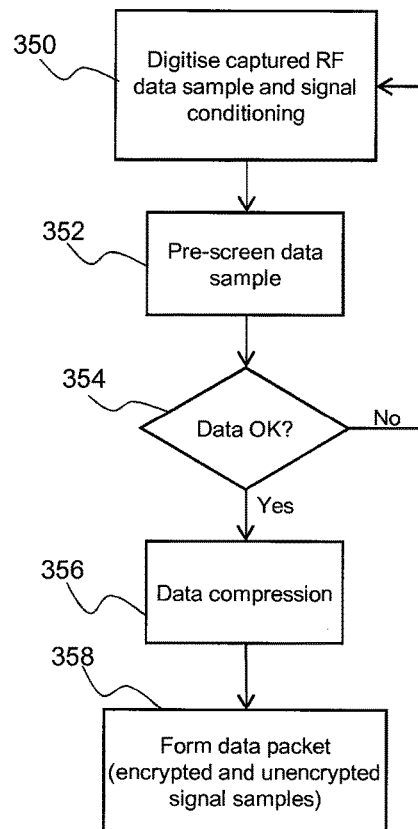 350
Digitise captured RF
data sample and signal
conditioning
352
Pre-screen data
sample
354
Data OK?
No
Yes
356
Data compression
358
Form data packet
(encrypted and unencrypted
signal samples)